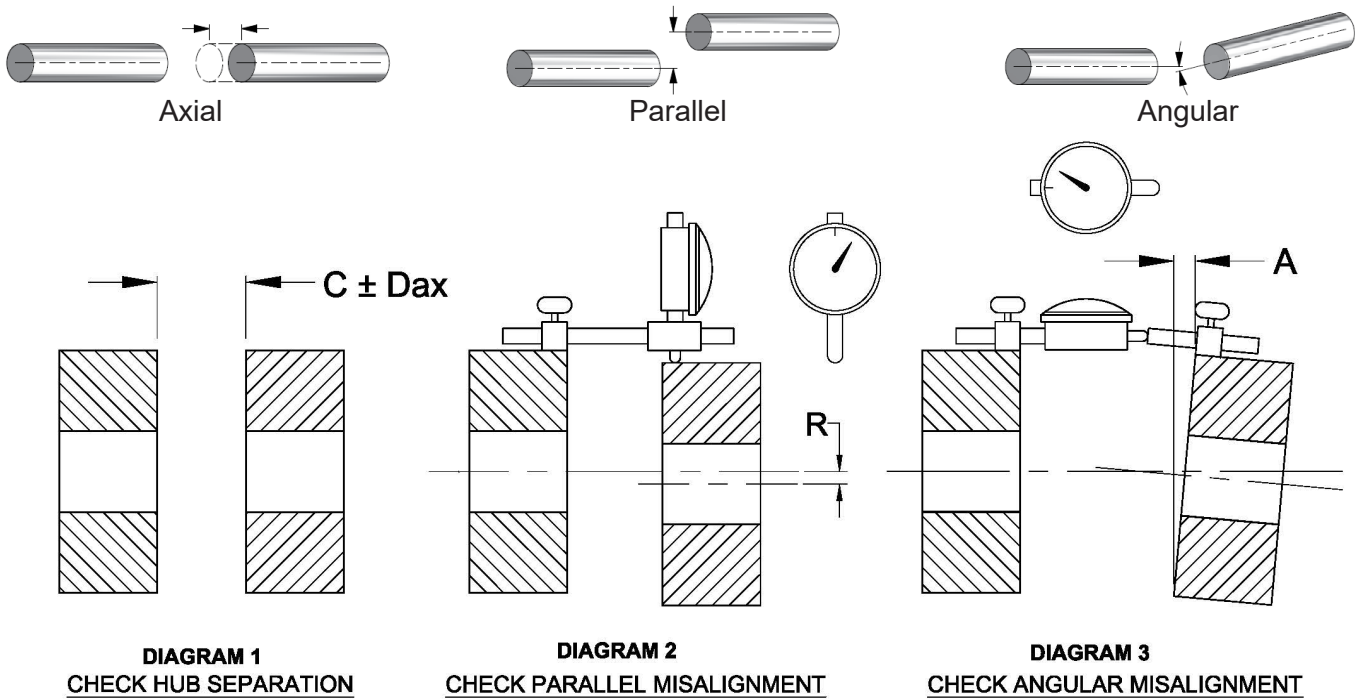 Axial
Parallel
Angular
C ± Dax
R
A
DIAGRAM 1
CHECK HUB SEPARATION
DIAGRAM 2
CHECK PARALLEL MISALIGNMENT
DIAGRAM 3
CHECK ANGULAR MISALIGNMENT